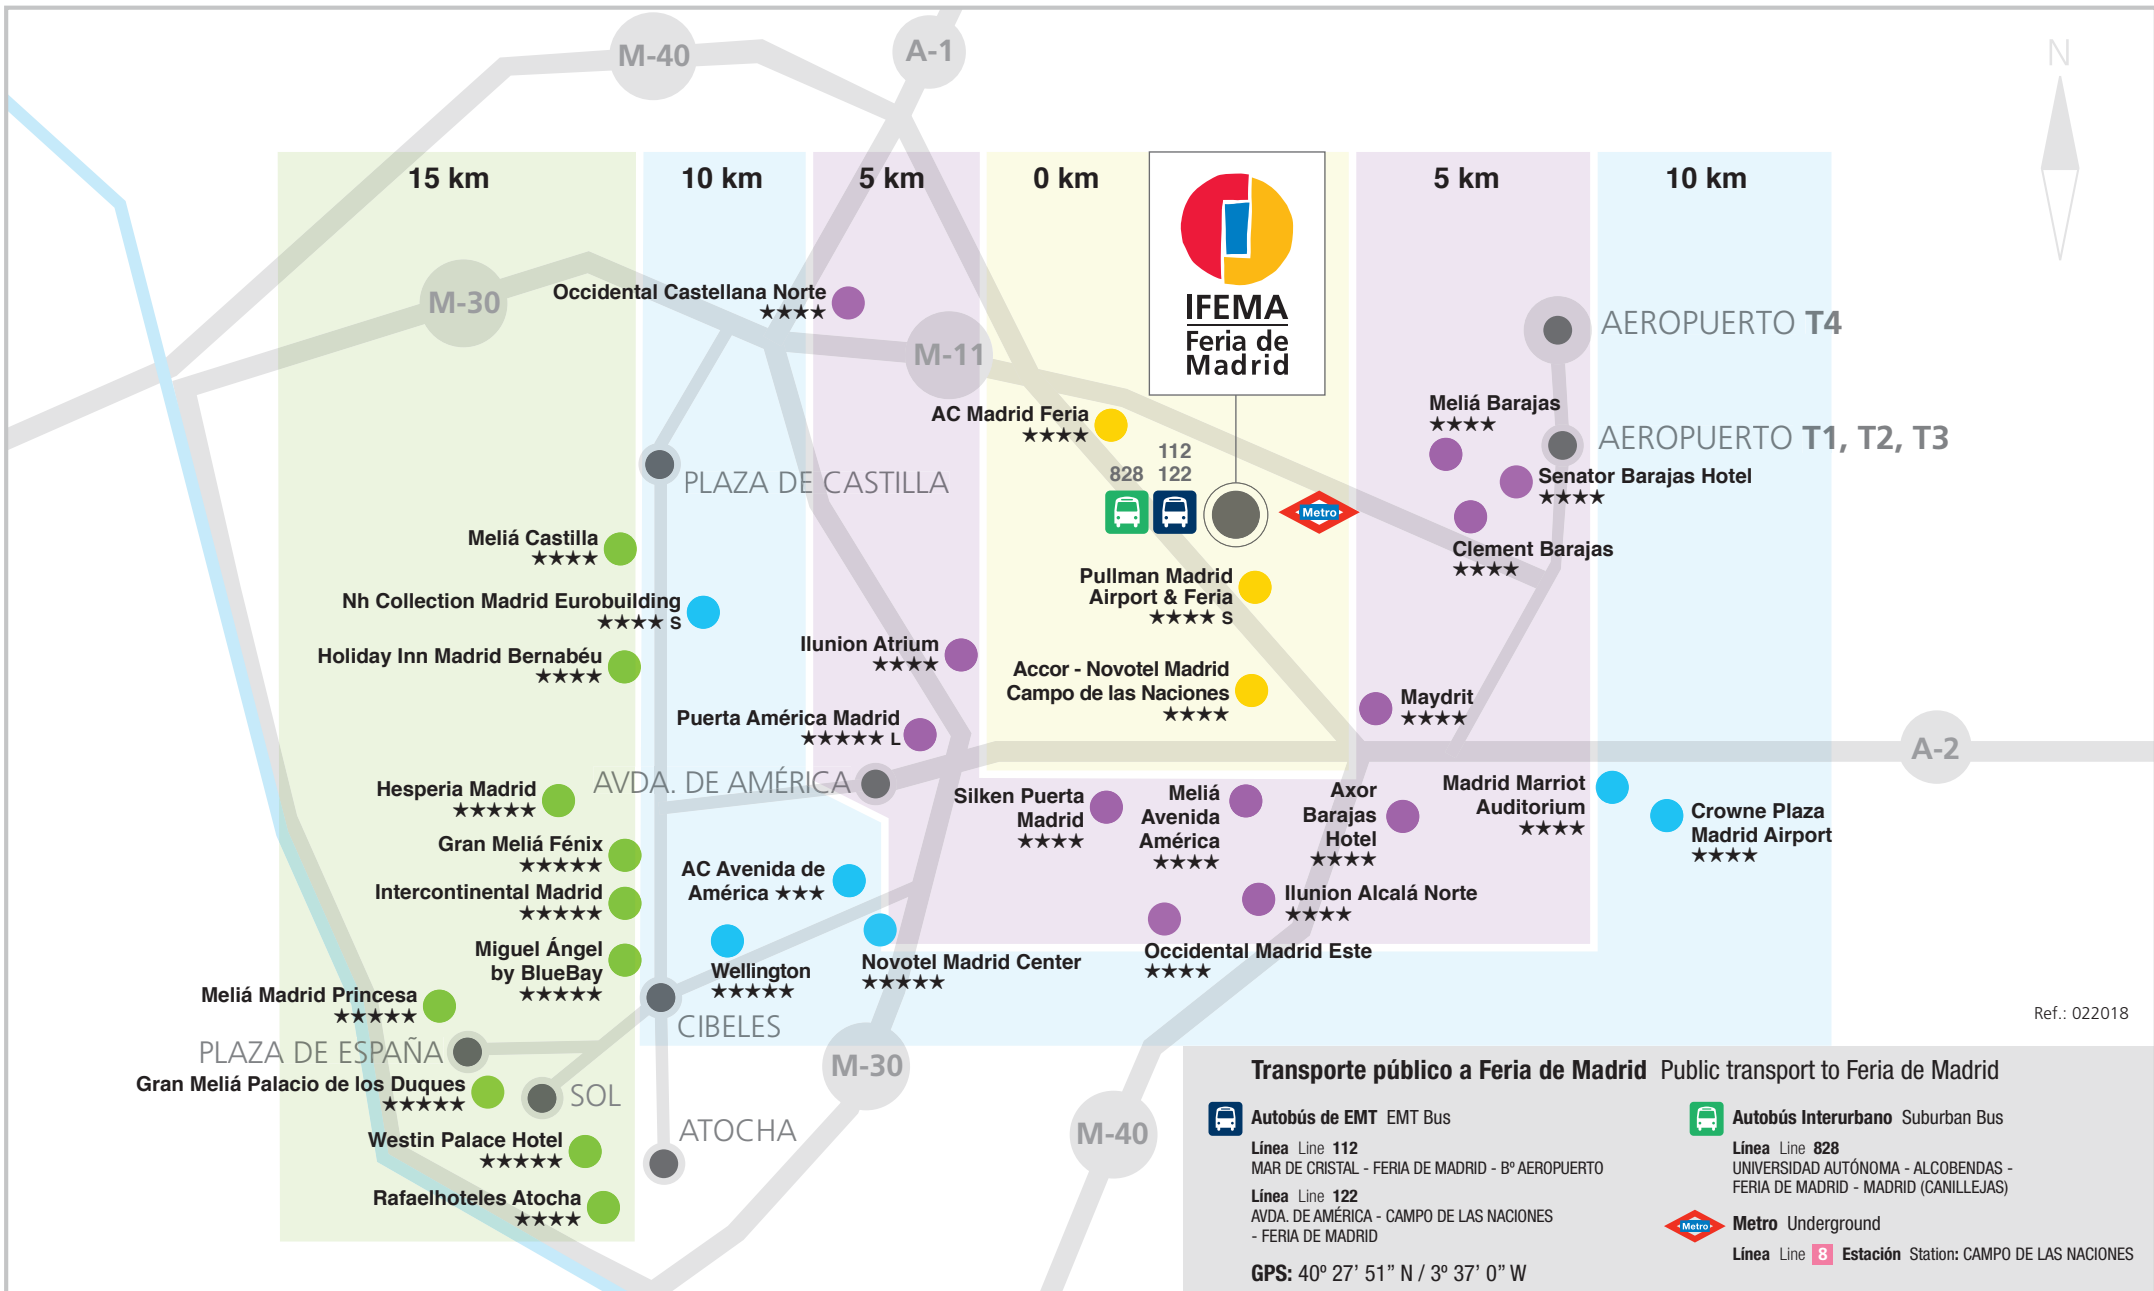 M-40
A-1
N
15 km
10 km
5 km
0 km
5 km
10 km
IFEMA
Feria de
Madrid
M-30
Occidental Castellana Norte
★★★★
M-11
AEROPUERTO T4
AC Madrid Feria
★★★★
Meliá Barajas
★★★★
AEROPUERTO T1, T2, T3
112
828
122
PLAZA DE CASTILLA
Metro
Senator Barajas Hotel
★★★★
Meliá Castilla
★★★★
Clement Barajas
★★★★
Pullman Madrid
Airport & Feria
★★★★ S
Nh Collection Madrid Eurobuilding
★★★★ S
Holiday Inn Madrid Bernabéu
★★★★
Ilunion Atrium
★★★★
Accor - Novotel Madrid
Campo de las Naciones
★★★★
Maydrit
★★★★
Puerta América Madrid
★★★★★ L
A-2
AVDA. DE AMÉRICA
Hesperia Madrid
★★★★★
Silken Puerta
Madrid
★★★★
Meliá
Avenida
América
★★★★
Axor
Barajas
Hotel
★★★★
Madrid Marriot
Auditorium
★★★★
Crowne Plaza
Madrid Airport
★★★★
Gran Meliá Fénix
★★★★★
AC Avenida de
América ★★★
Intercontinental Madrid
★★★★★
Ilunion Alcalá Norte
★★★★
Miguel Ángel
by BlueBay
★★★★★
Wellington
★★★★★
Novotel Madrid Center
★★★★★
Occidental Madrid Este
★★★★
Meliá Madrid Princesa
★★★★★
CIBELES
PLAZA DE ESPAÑA
M-30
Gran Meliá Palacio de los Duques
★★★★★
SOL
ATOCHA
M-40
Westin Palace Hotel
★★★★★
Rafaelhoteles Atocha
★★★★
Ref.: 022018
Transporte público a Feria de Madrid Public transport to Feria de Madrid
Autobús de EMT EMT Bus
Línea Line 112
MAR DE CRISTAL - FERIA DE MADRID - Bº AEROPUERTO
Línea Line 122
AVDA. DE AMÉRICA - CAMPO DE LAS NACIONES
- FERIA DE MADRID
GPS: 40º 27’ 51” N / 3º 37’ 0” W
Autobús Interurbano Suburban Bus
Línea Line 828
UNIVERSIDAD AUTÓNOMA - ALCOBENDAS -
FERIA DE MADRID - MADRID (CANILLEJAS)
Metro
Metro Underground
Línea Line 8 Estación Station: CAMPO DE LAS NACIONES